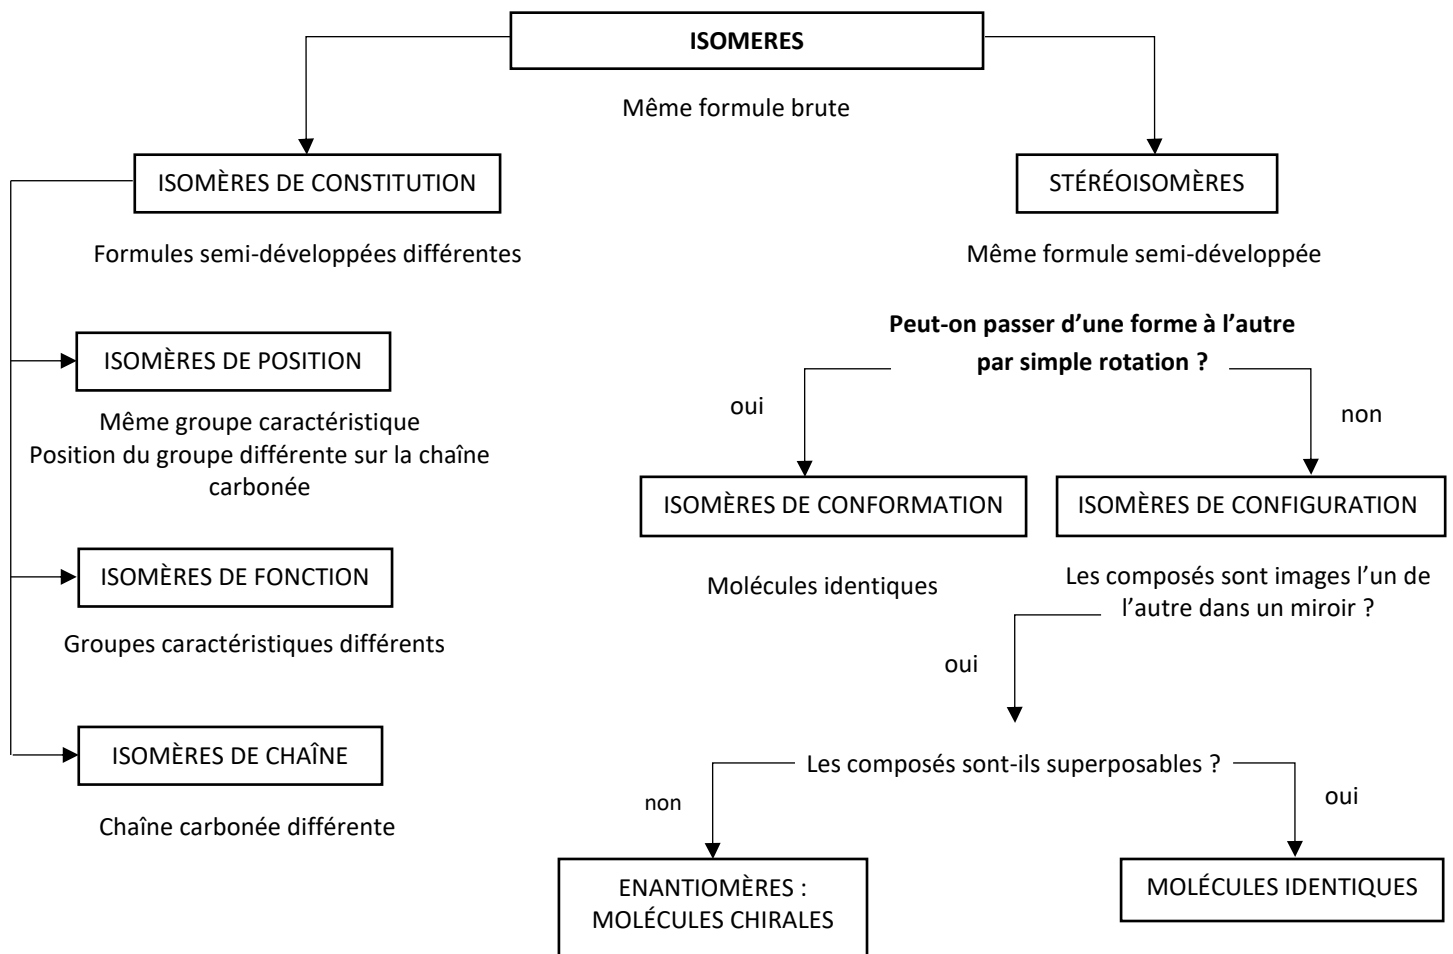 ISOMERES
Même formule brute
ISOMÈRES DE CONSTITUTION
Formules semi-développées différentes
ISOMÈRES DE POSITION
Même groupe caractéristique
Position du groupe différente sur la chaîne
carbonée
ISOMÈRES DE FONCTION
Groupes caractéristiques différents
ISOMÈRES DE CHAÎNE
Chaîne carbonée différente
STÉRÉOISOMÈRES
Même formule semi-développée
Peut-on passer d’une forme à l’autre
par simple rotation ?
oui
non
ISOMÈRES DE CONFORMATION
Molécules identiques
ISOMÈRES DE CONFIGURATION
Les composés sont images l’un de
l’autre dans un miroir ?
oui
Les composés sont-ils superposables ?
non
oui
ENANTIOMÈRES :
MOLÉCULES CHIRALES
MOLÉCULES IDENTIQUES